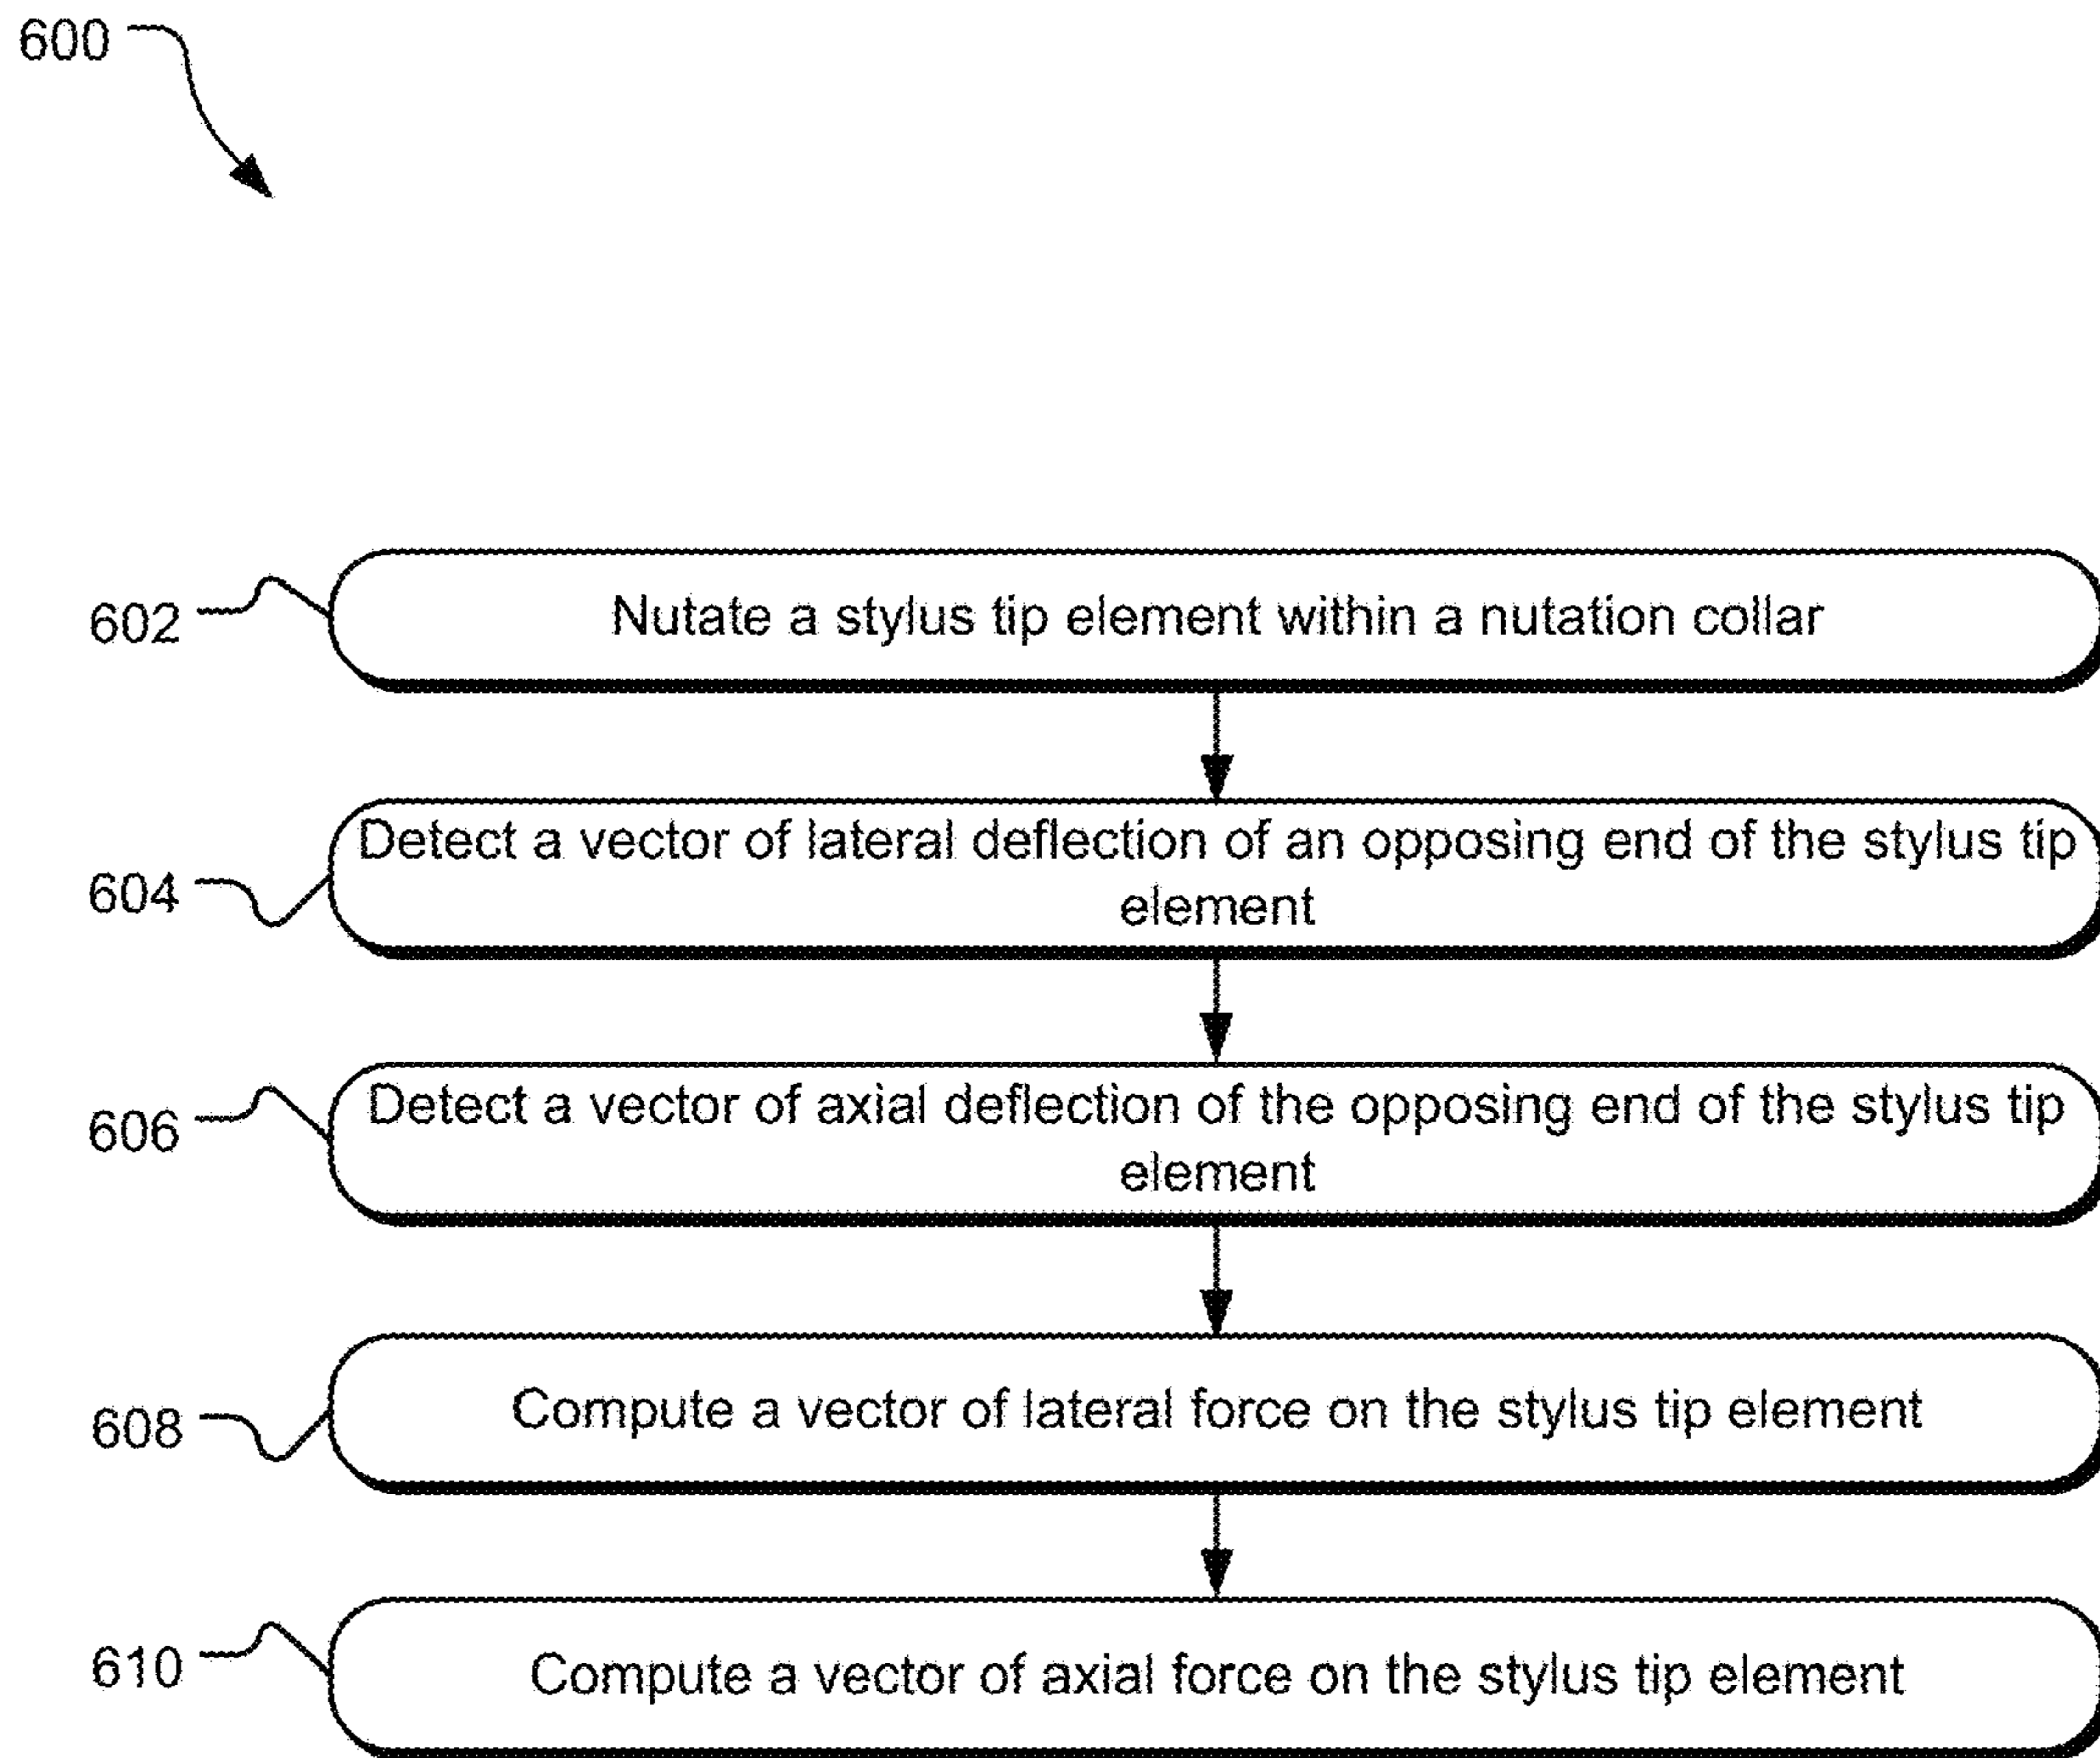 600
602
Nutate a stylus tip element within a nutation collar
604
Detect a vector of lateral deflection of an opposing end of the stylus tip
element
606
Detect a vector of axial deflection of the opposing end of the stylus tip
element
608
Compute a vector of lateral force on the stylus tip element
610
Compute a vector of axial force on the stylus tip element